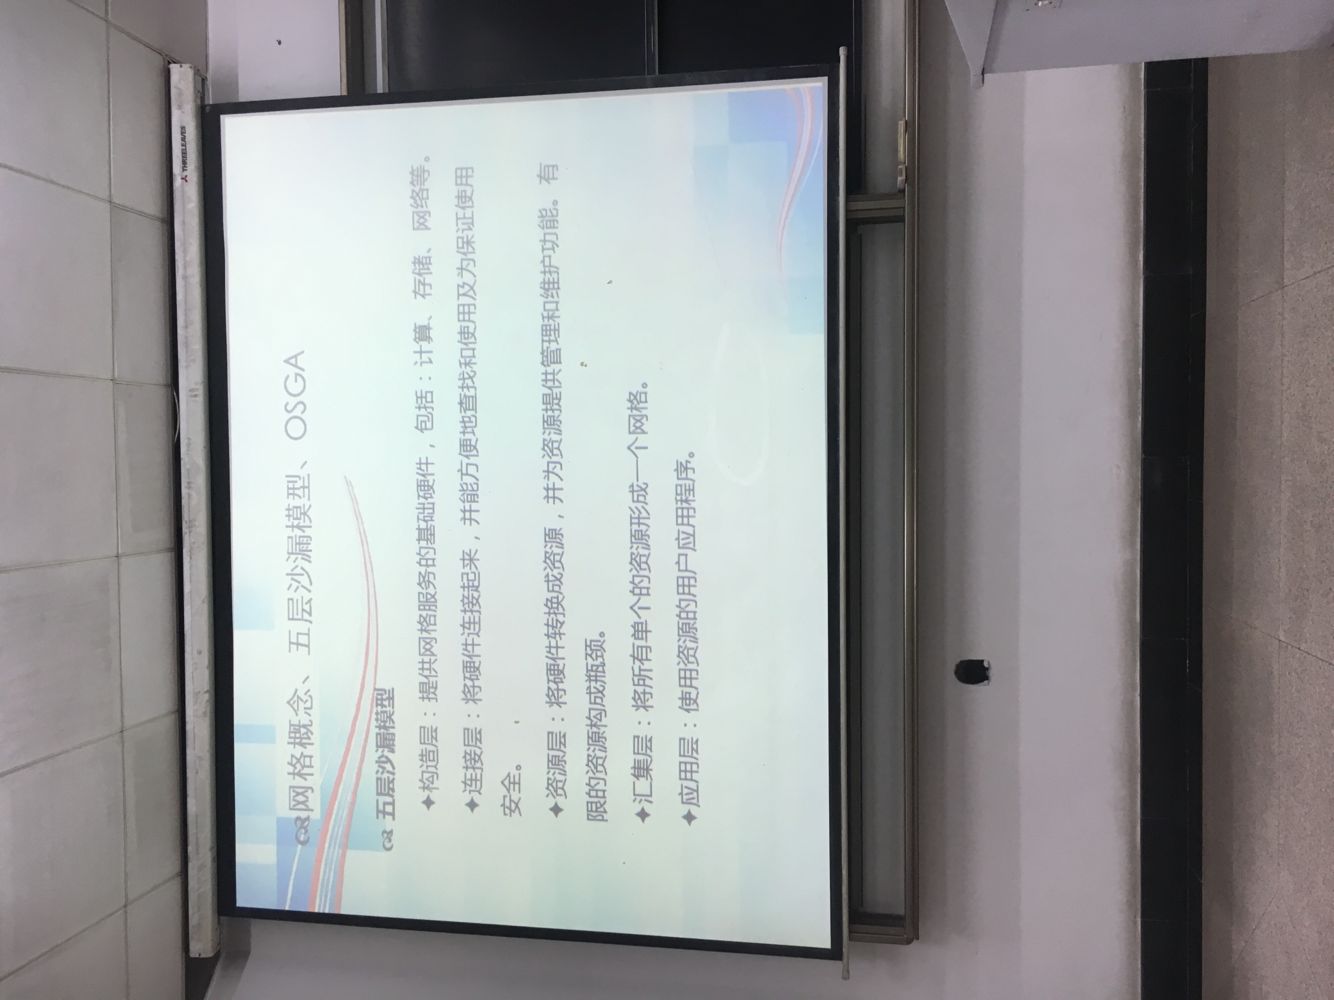 THREELEAVES
网格概念、五层沙漏模型、OSGA
五层沙漏模型
✦构造层：提供网格服务的基础硬件，包括：计算、存储、网络等。
✦连接层：将硬件连接起来，并能方便地查找和使用及为保证使用
安全。
✦资源层：将硬件转换成资源，并为资源提供管理和维护功能。有
限的资源构成瓶颈。
✦汇集层：将所有单个的资源形成一个网格。
✦应用层：使用资源的用户应用程序。